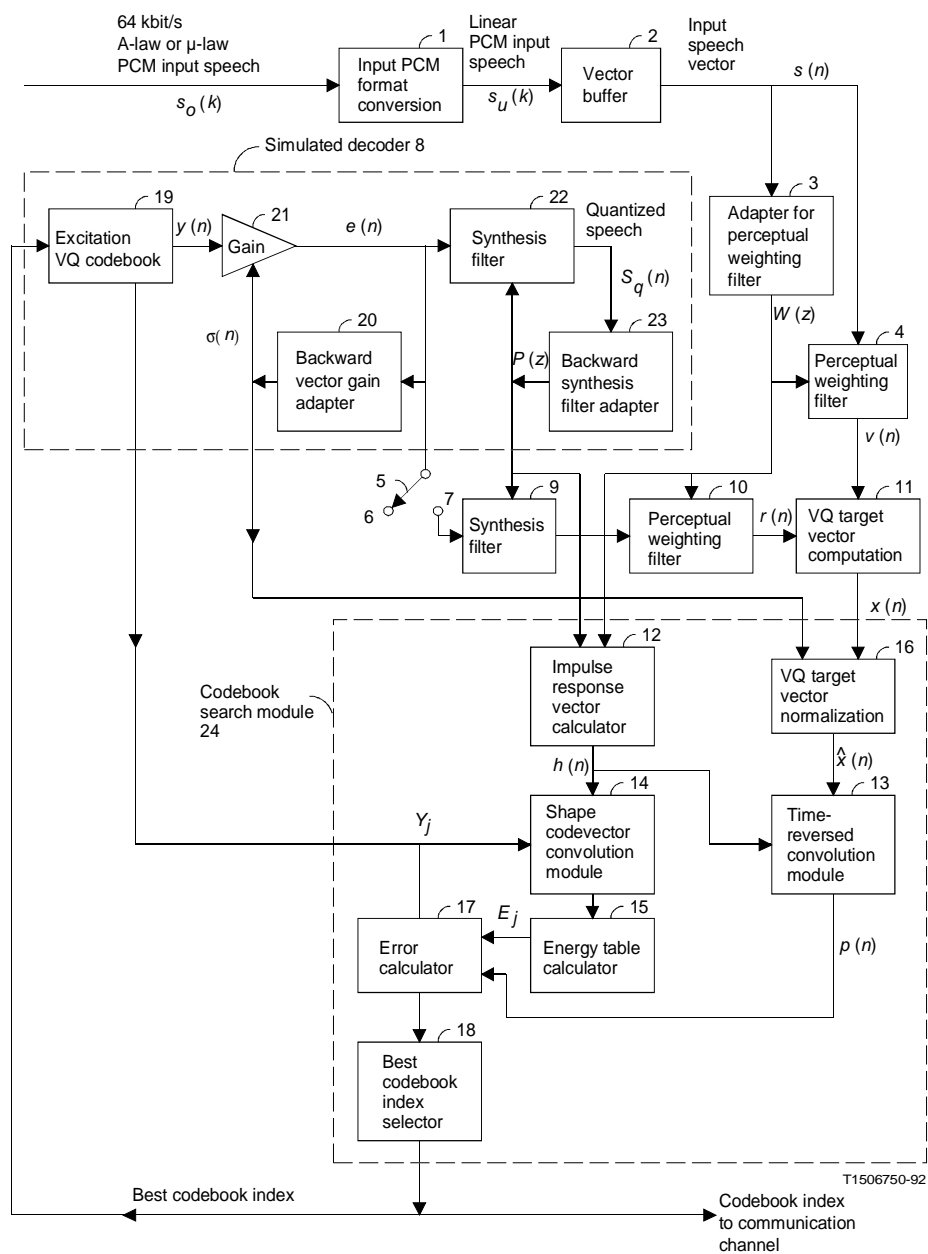 64 kbit/s
A-law or µ-law
PCM input speech
s_o (k)
1
Input PCM
format
conversion
Linear
PCM input
speech
s_u (k)
2
Vector
buffer
Input
speech
vector
s (n)
Simulated decoder 8
19
Excitation
VQ codebook
y (n)
21
Gain
e (n)
22
Synthesis
filter
Quantized
speech
S_q (n)
3
Adapter for
perceptual
weighting
filter
W (z)
σ( n)
20
Backward
vector gain
adapter
P (z)
23
Backward
synthesis
filter adapter
4
Perceptual
weighting
filter
v (n)
5
6
7
9
Synthesis
filter
10
Perceptual
weighting
filter
r (n)
11
VQ target
vector
computation
x (n)
Codebook
search module
24
12
Impulse
response
vector
calculator
h (n)
16
VQ target
vector
normalization
x̂ (n)
14
Shape
codevector
convolution
module
13
Time-
reversed
convolution
module
Y_j
17
Error
calculator
E_j
15
Energy table
calculator
p (n)
18
Best
codebook
index
selector
T1506750-92
Best codebook index
Codebook index
to communication
channel